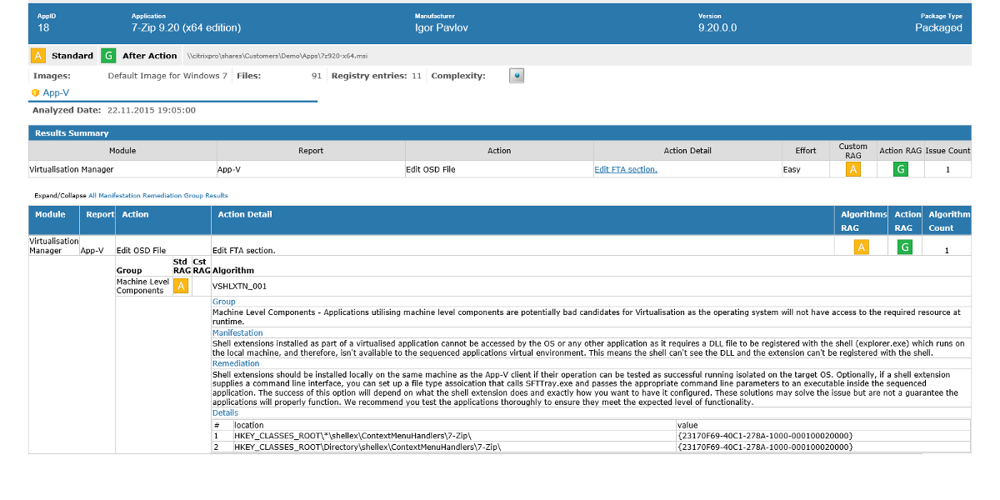 AppID Application Manufacturer Version Package Type
18 7-Zip 9.20 (x64 edition) Igor Pavlov 9.20.0.0 Packaged
A Standard G After Action \\citrixpro\shares\Customers\Demo\Apps\7z920-x64.msi
Images: Default Image for Windows 7 Files: 91 Registry entries: 11 Complexity:
App-V
Analyzed Date: 22.11.2015 19:05:00
Results Summary
Module Report Action Action Detail Effort Custom RAG Action RAG Issue Count
Virtualisation Manager App-V Edit OSD File Edit FTA section. Easy A G 1
Expand/Collapse All Manifestation Remediation Group Results
Module Report Action Action Detail Algorithms RAG Action RAG Algorithm Count
Virtualisation Manager App-V Edit OSD File Edit FTA section. A G 1
Group Std RAG Cst RAG Algorithm
Machine Level Components A VSHLXTN_001
Group
Machine Level Components - Applications utilising machine level components are potentially bad candidates for Virtualisation as the operating system will not have access to the required resource at
runtime.
Manifestation
Shell extensions installed as part of a virtualised application cannot be accessed by the OS or any other application as it requires a DLL file to be registered with the shell (explorer.exe) which runs on
the local machine, and therefore, isn't available to the sequenced applications virtual environment. This means the shell can't see the DLL and the extension can't be registered with the shell.
Remediation
Shell extensions should be installed locally on the same machine as the App-V client if their operation can be tested as successful running isolated on the target OS. Optionally, if a shell extension
supplies a command line interface, you can set up a file type assoication that calls SFTTray.exe and passes the appropriate command line parameters to an executable inside the sequenced
application. The success of this option will depend on what the shell extension does and exactly how you want to have it configured. These solutions may solve the issue but are not a guarantee the
applications will properly function. We recommend you test the applications thoroughly to ensure they meet the expected level of functionality.
Details
# location value
1 HKEY_CLASSES_ROOT\*\shellex\ContextMenuHandlers\7-Zip\ {23170F69-40C1-278A-1000-000100020000}
2 HKEY_CLASSES_ROOT\Directory\shellex\ContextMenuHandlers\7-Zip\ {23170F69-40C1-278A-1000-000100020000}